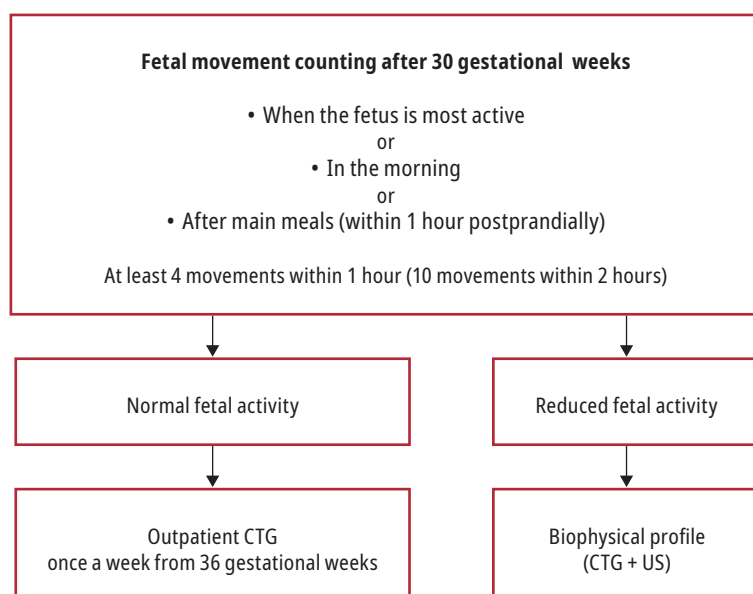 Fetal movement counting after 30 gestational weeks
• When the fetus is most active
or
• In the morning
or
• After main meals (within 1 hour postprandially)
At least 4 movements within 1 hour (10 movements within 2 hours)
Normal fetal activity
Reduced fetal activity
Outpatient CTG
once a week from 36 gestational weeks
Biophysical profile
(CTG + US)